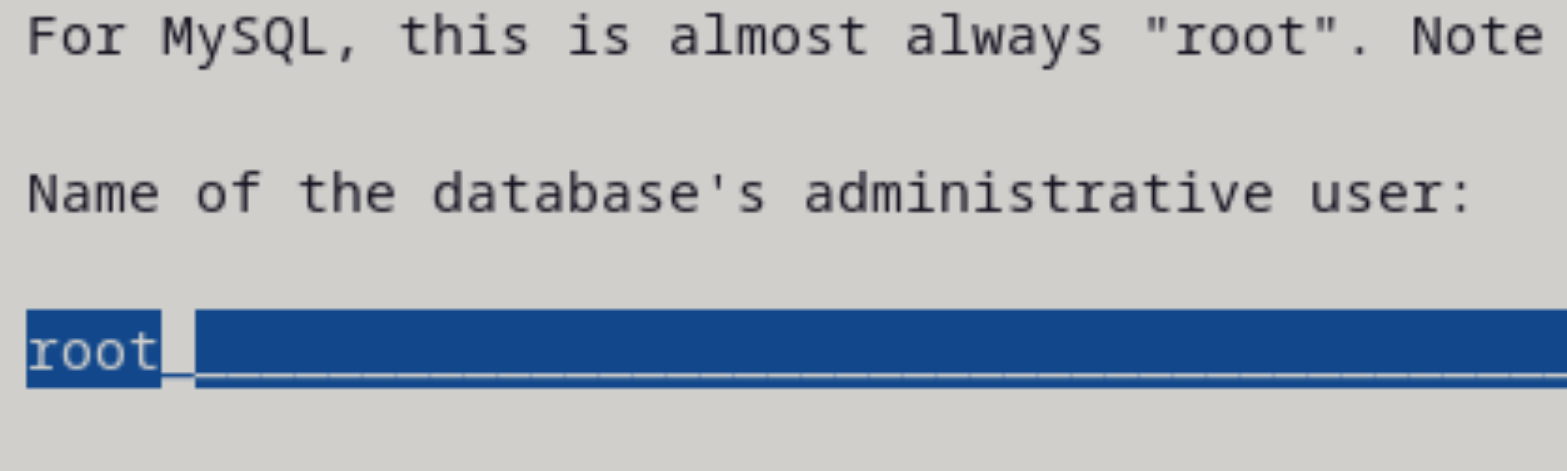 For MySQL, this is almost always "root". Note
Name of the database's administrative user:
root